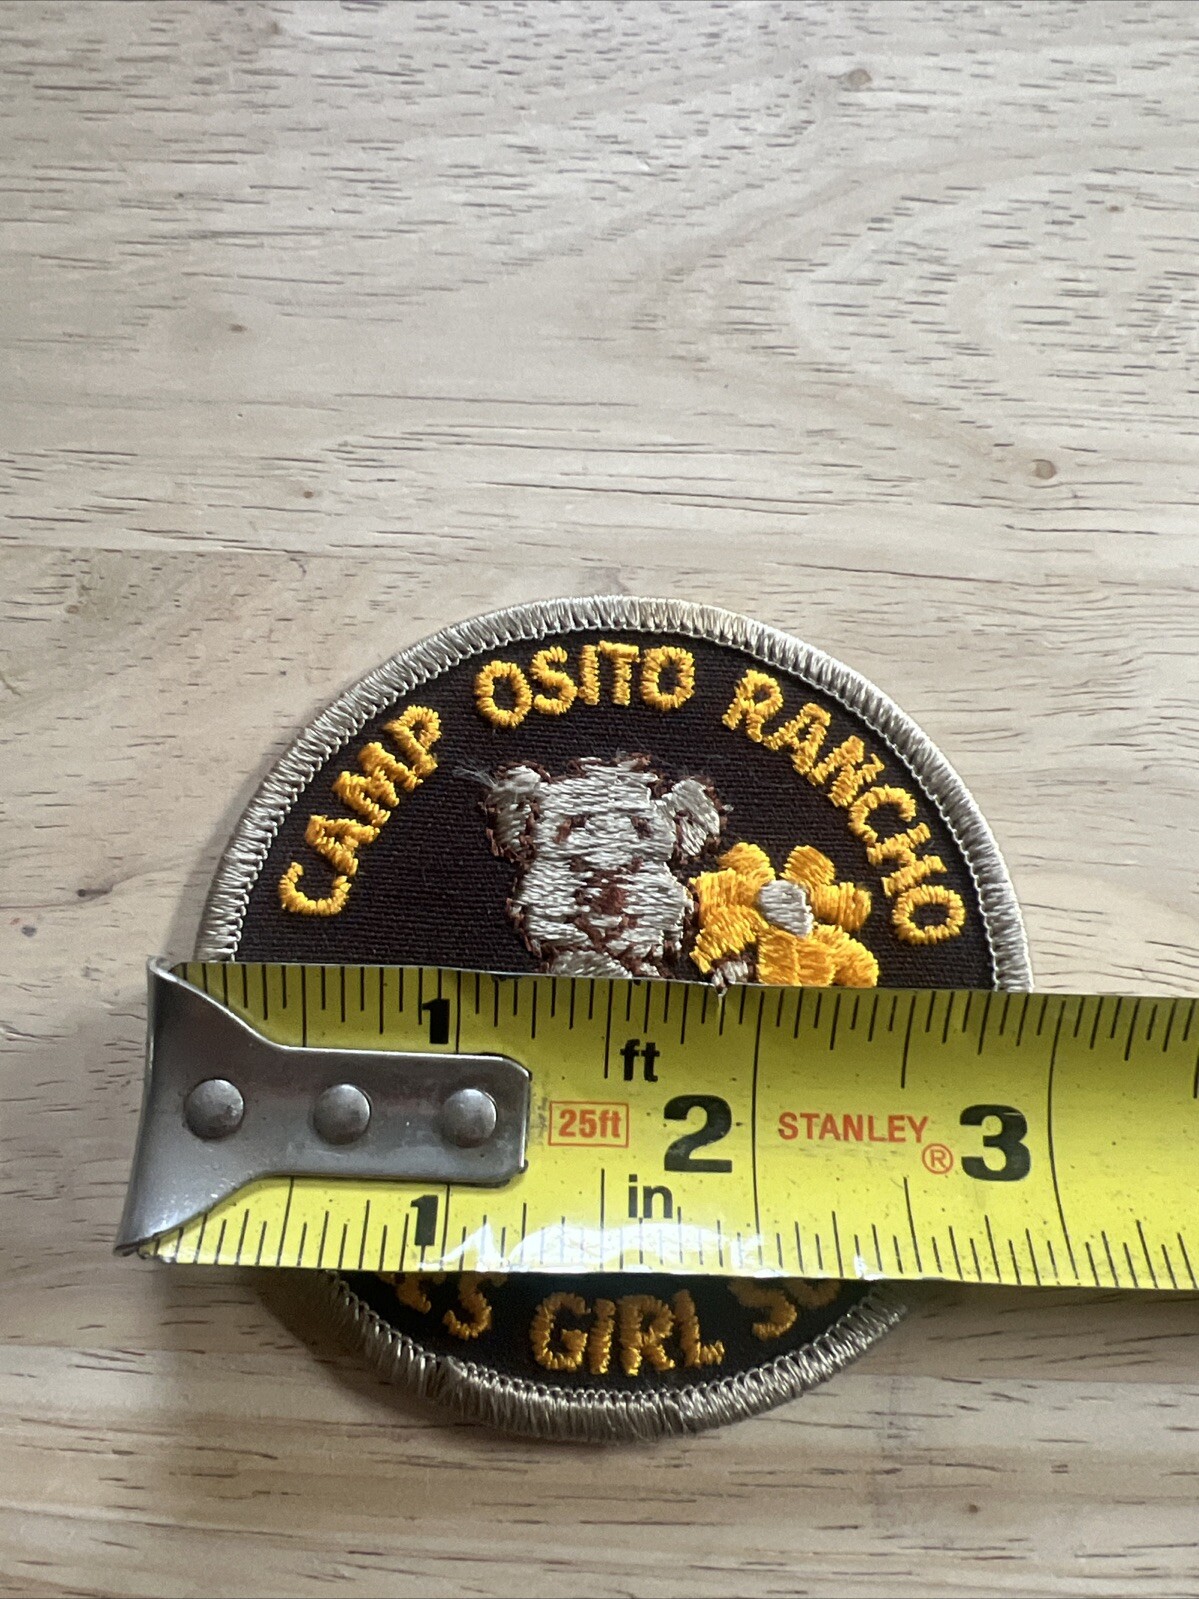 CAMP OSITO RANCHO
1
ft
25ft 2 STANLEY® 3
in
1
GIRL